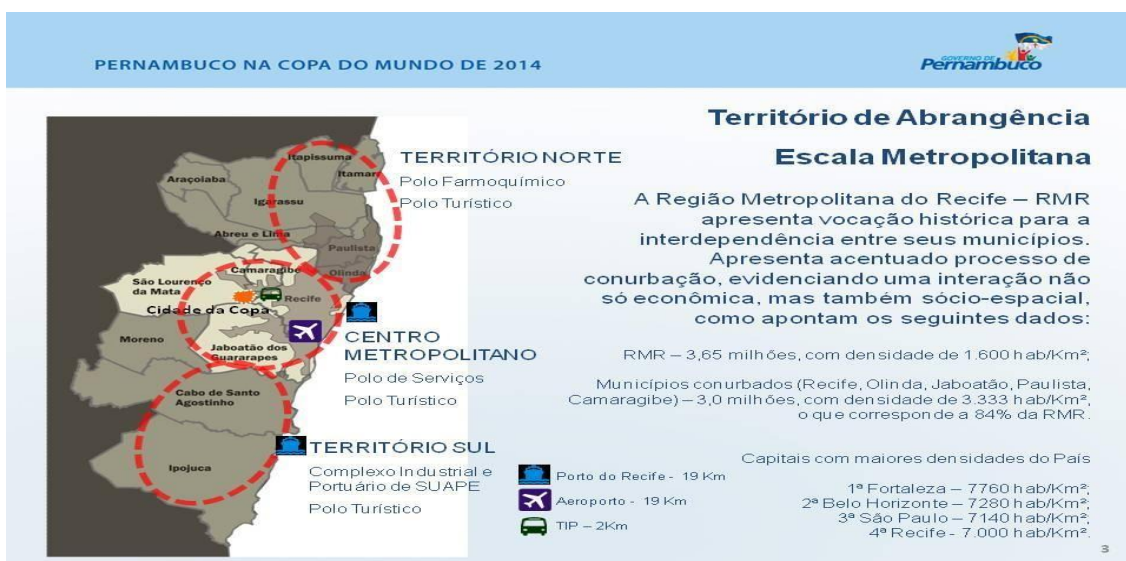 PERNAMBUCO NA COPA DO MUNDO DE 2014
GOVERNO DE
Pernambuco
Território de Abrangência
Escala Metropolitana
A Região Metropolitana do Recife – RMR
apresenta vocação histórica para a
interdependência entre seus municípios.
Apresenta acentuado processo de
conurbação, evidenciando uma interação não
só econômica, mas também sócio-espacial,
como apontam os seguintes dados:
RMR – 3,65 milhões, com densidade de 1.600 hab/Km²;
Municípios conurbados (Recife, Olinda, Jaboatão, Paulista,
Camaragibe) – 3,0 milhões, com densidade de 3.333 hab/Km²,
o que corresponde a 84% da RMR.
Capitais com maiores densidades do País
1ª Fortaleza – 7760 hab/Km²;
2ª Belo Horizonte – 7280 hab/Km²;
3ª São Paulo – 7140 hab/Km²;
4ª Recife - 7.000 hab/Km².
Itapissuma
Itamar
Araçoiaba
Igarassu
Abreu e Lima
Paulista
Camaragibe
Olinda
São Lourenço
da Mata
Recife
Cidade da Copa
Moreno
Jaboatão dos
Guararapes
Cabo de Santo
Agostinho
Ipojuca
TERRITÓRIO NORTE
Polo Farmoquímico
Polo Turístico
CENTRO
METROPOLITANO
Polo de Serviços
Polo Turístico
TERRITÓRIO SUL
Complexo Industrial e
Portuário de SUAPE
Polo Turístico
Porto do Recife - 19 Km
Aeroporto - 19 Km
TIP – 2Km
3